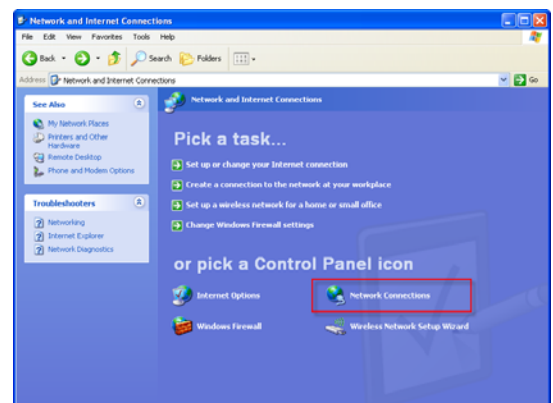 Network and Internet Connections
File Edit View Favorites Tools Help
Back Search Folders
Address Network and Internet Connections Go
See Also
My Network Places
Printers and Other
Hardware
Remote Desktop
Phone and Modem Options
Troubleshooters
Networking
Internet Explorer
Network Diagnostics
Network and Internet Connections
Pick a task...
Set up or change your Internet connection
Create a connection to the network at your workplace
Set up a wireless network for a home or small office
Change Windows Firewall settings
or pick a Control Panel icon
Internet Options Network Connections
Windows Firewall Wireless Network Setup Wizard